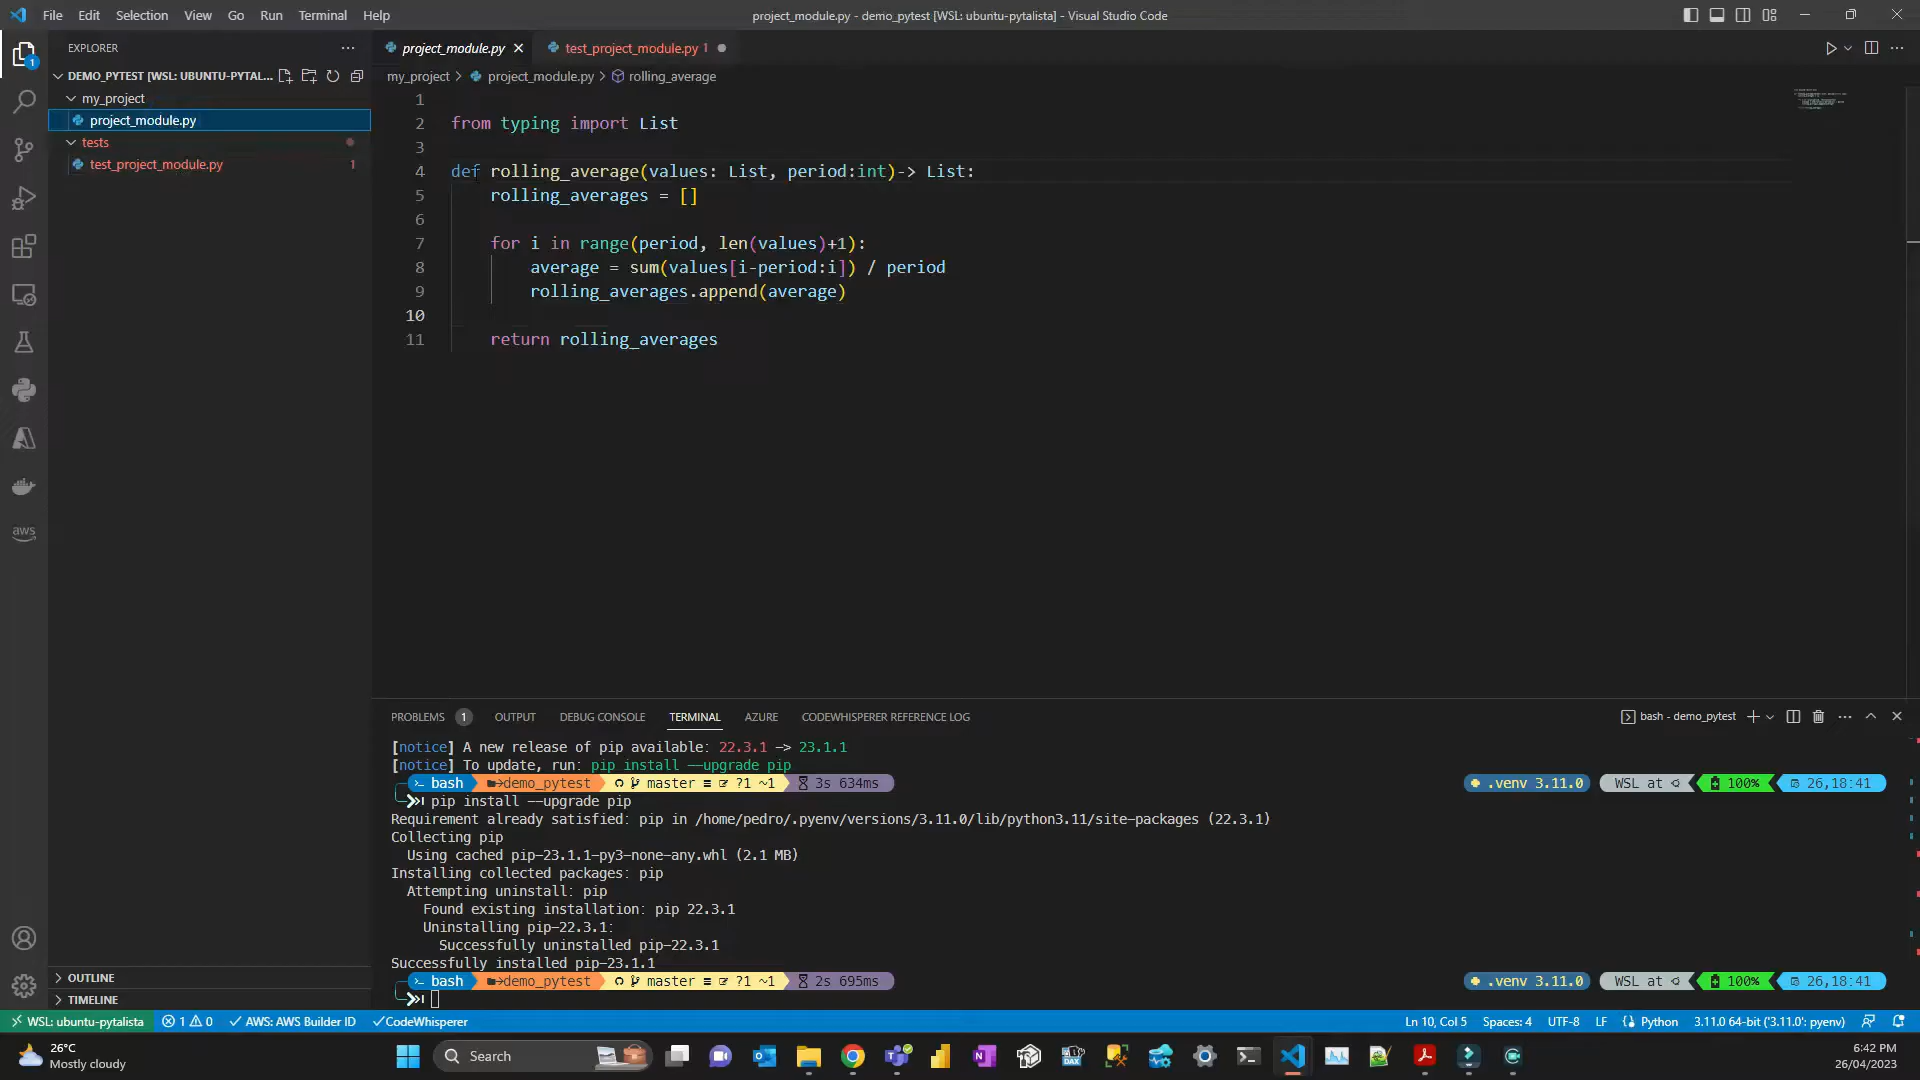 File Edit Selection View Go Run Terminal Help
project_module.py - demo_pytest [WSL: ubuntu-pytalista] - Visual Studio Code
EXPLORER
DEMO_PYTEST [WSL: UBUNTU-PYTAL...
my_project
project_module.py
tests
test_project_module.py 1
OUTLINE
TIMELINE
1
aws
project_module.py
test_project_module.py 1
my_project > project_module.py > rolling_average
1
2 from typing import List
3
4 def rolling_average(values: List, period:int)-> List:
5 rolling_averages = []
6
7 for i in range(period, len(values)+1):
8 average = sum(values[i-period:i]) / period
9 rolling_averages.append(average)
10
11 return rolling_averages
PROBLEMS 1 OUTPUT DEBUG CONSOLE TERMINAL AZURE CODEWHISPERER REFERENCE LOG
bash - demo_pytest
[notice] A new release of pip available: 22.3.1 -> 23.1.1
[notice] To update, run: pip install --upgrade pip
bash demo_pytest master ≡ ?1 ~1 3s 634ms .venv 3.11.0 WSL at 100% 26,18:41
pip install --upgrade pip
Requirement already satisfied: pip in /home/pedro/.pyenv/versions/3.11.0/lib/python3.11/site-packages (22.3.1)
Collecting pip
Using cached pip-23.1.1-py3-none-any.whl (2.1 MB)
Installing collected packages: pip
Attempting uninstall: pip
Found existing installation: pip 22.3.1
Uninstalling pip-22.3.1:
Successfully uninstalled pip-22.3.1
Successfully installed pip-23.1.1
bash demo_pytest master ≡ ?1 ~1 2s 695ms .venv 3.11.0 WSL at 100% 26,18:41
WSL: ubuntu-pytalista 1 0 AWS: AWS Builder ID CodeWhisperer Ln 10, Col 5 Spaces: 4 UTF-8 LF Python 3.11.0 64-bit ('3.11.0': pyenv)
26°C
Mostly cloudy
Search
DAX
6:42 PM
26/04/2023